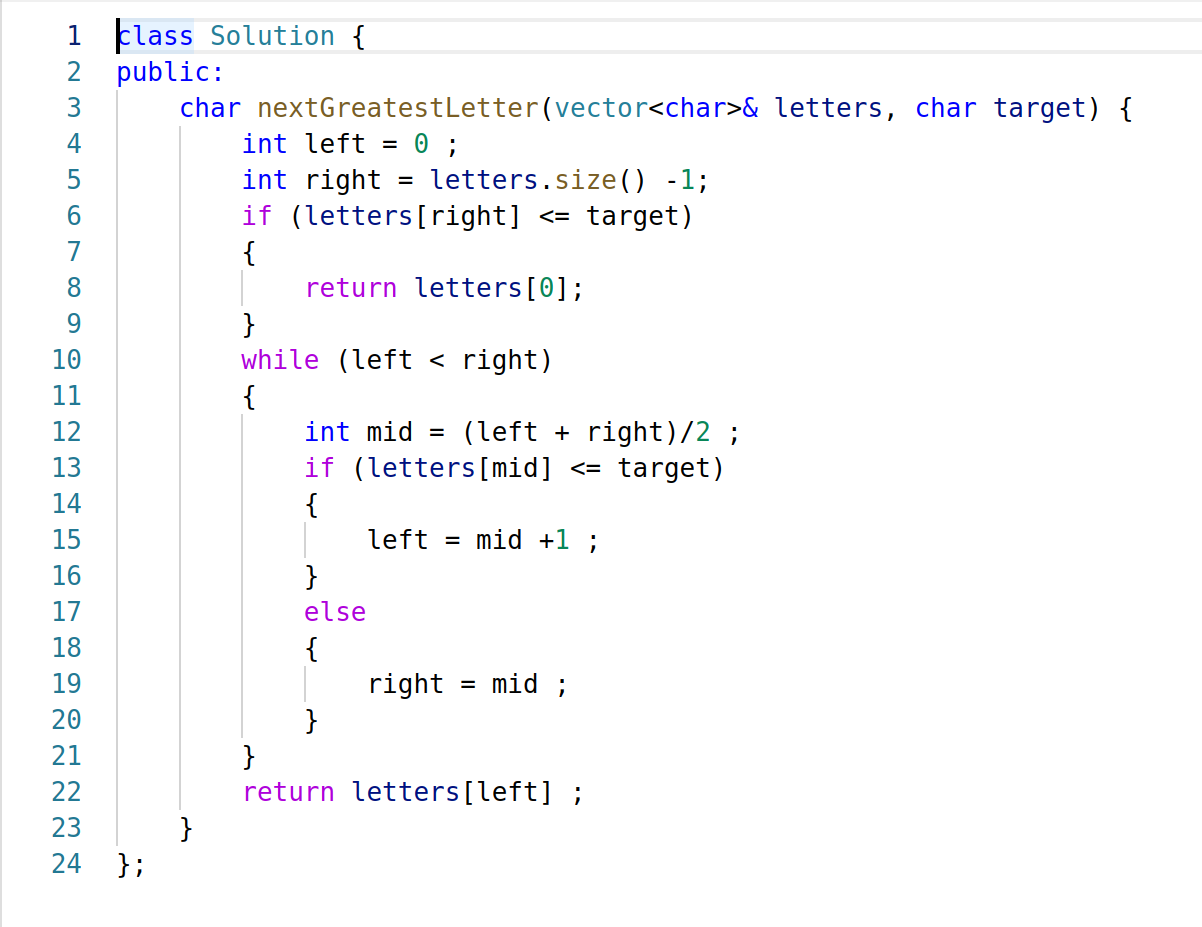 1 class Solution {
2 public:
3     char nextGreatestLetter(vector<char>& letters, char target) {
4         int left = 0 ;
5         int right = letters.size() -1;
6         if (letters[right] <= target)
7         {
8             return letters[0];
9         }
10         while (left < right)
11         {
12             int mid = (left + right)/2 ;
13             if (letters[mid] <= target)
14             {
15                 left = mid +1 ;
16             }
17             else
18             {
19                 right = mid ;
20             }
21         }
22         return letters[left] ;
23     }
24 };